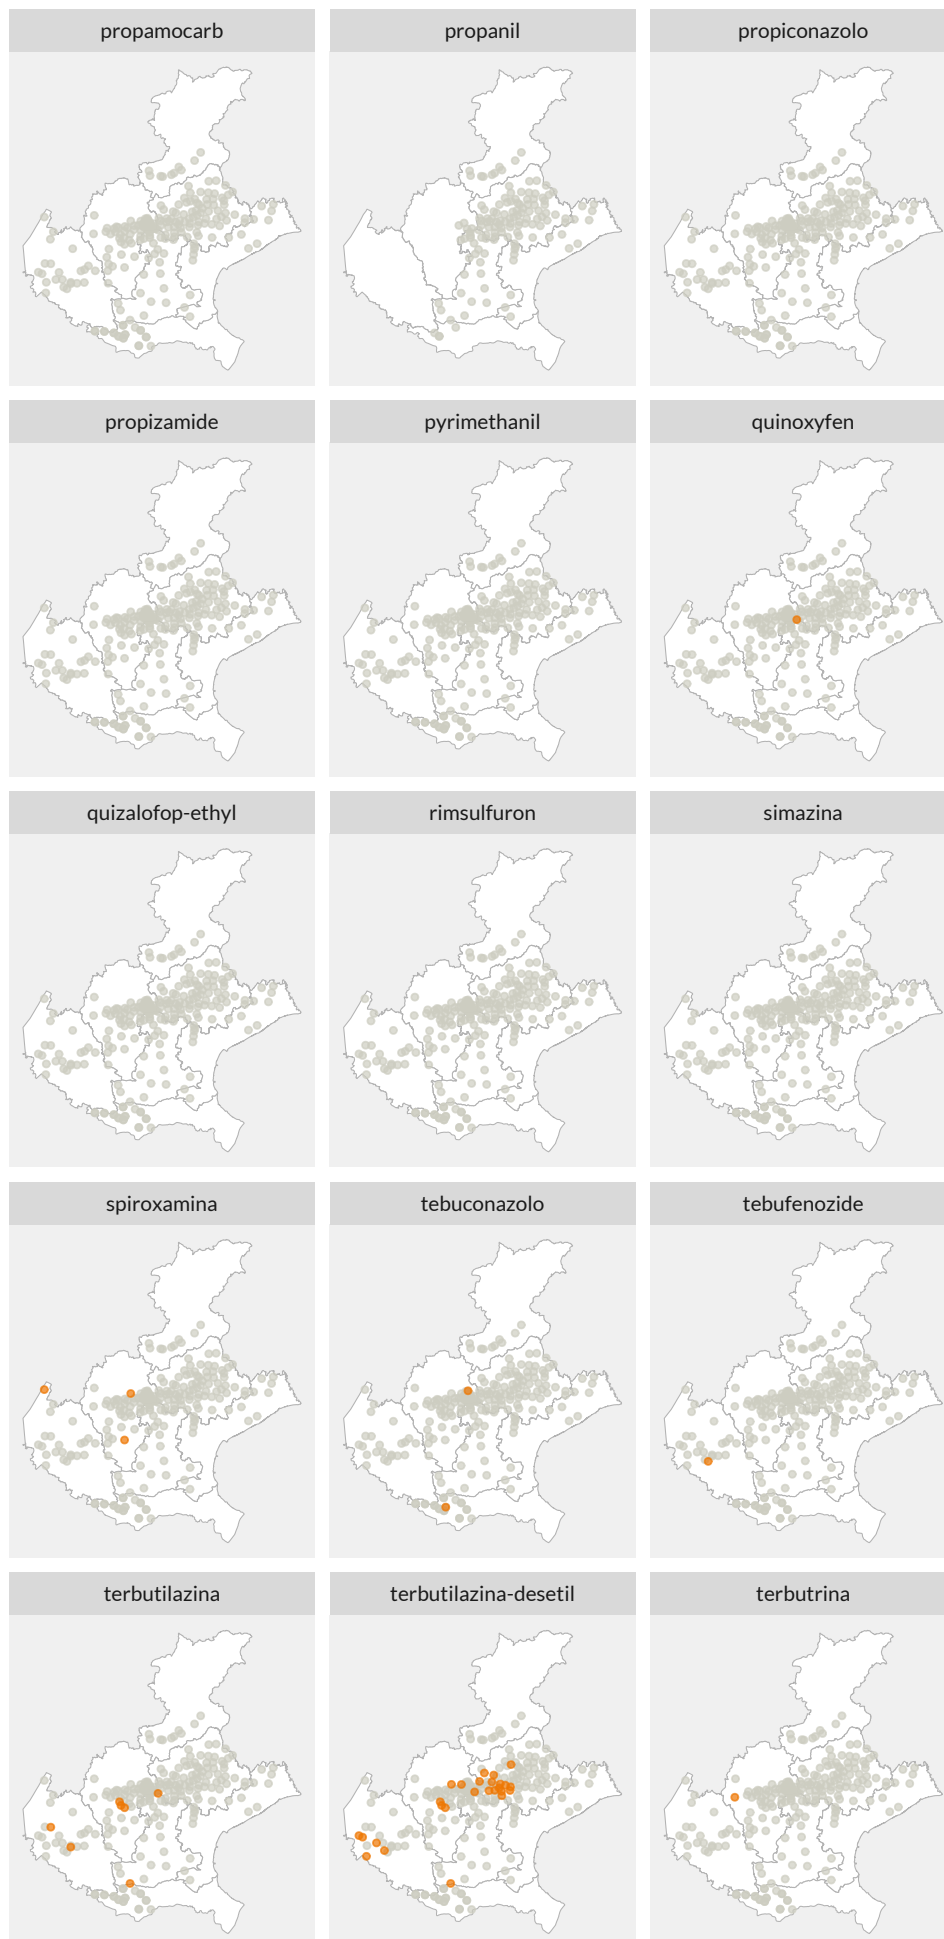 propamocarb
propanil
propiconazolo
propizamide
pyrimethanil
quinoxyfen
quizalofop-ethyl
rimsulfuron
simazina
spiroxamina
tebuconazolo
tebufenozide
terbutilazina
terbutilazina-desetil
terbutrina